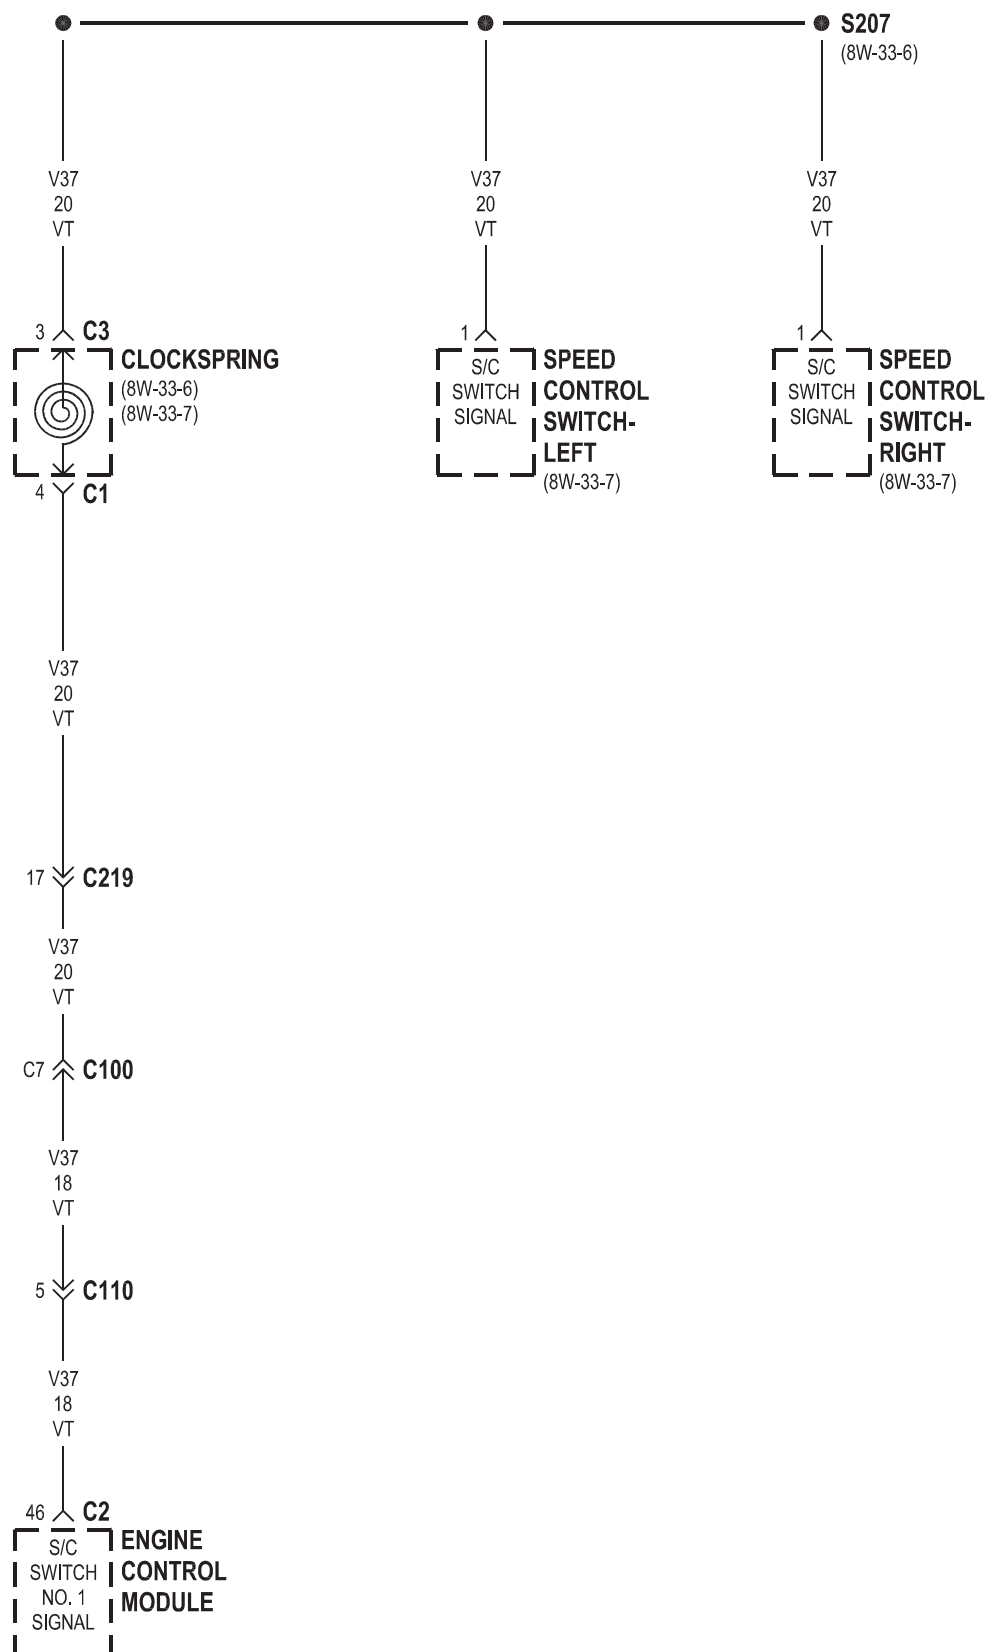 S207
(8W-33-6)
V37
20
VT
V37
20
VT
V37
20
VT
3
C3
CLOCKSPRING
(8W-33-6)
(8W-33-7)
4
C1
1
S/C
SWITCH
SIGNAL
SPEED
CONTROL
SWITCH-
LEFT
(8W-33-7)
1
S/C
SWITCH
SIGNAL
SPEED
CONTROL
SWITCH-
RIGHT
(8W-33-7)
V37
20
VT
17
C219
V37
20
VT
C7
C100
V37
18
VT
5
C110
V37
18
VT
46
C2
S/C
SWITCH
NO. 1
SIGNAL
ENGINE
CONTROL
MODULE